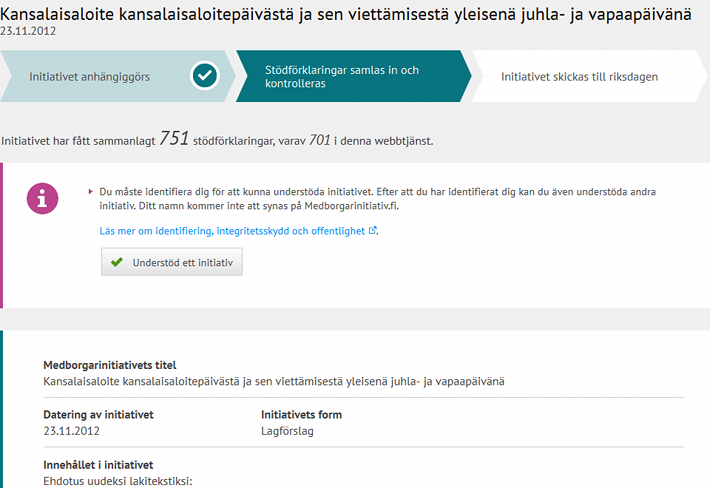 Kansalaisaloite kansalaisaloitepäivästä ja sen viettämisestä yleisenä juhla- ja vapaapäivänä
23.11.2012
Initiativet anhängiggörs
Stödförklaringar samlas in och
kontrolleras
Initiativet skickas till riksdagen
Initiativet har fått sammanlagt 751 stödförklaringar, varav 701 i denna webbtjänst.
Du måste identifiera dig för att kunna understöda initiativet. Efter att du har identifierat dig kan du även understöda andra
initiativ. Ditt namn kommer inte att synas på Medborgarinitiativ.fi.
Läs mer om identifiering, integritetsskydd och offentlighet.
Understöd ett initiativ
Medborgarinitiativets titel
Kansalaisaloite kansalaisaloitepäivästä ja sen viettämisestä yleisenä juhla- ja vapaapäivänä
Datering av initiativet
23.11.2012
Initiativets form
Lagförslag
Innehållet i initiativet
Ehdotus uudeksi lakitekstiksi: